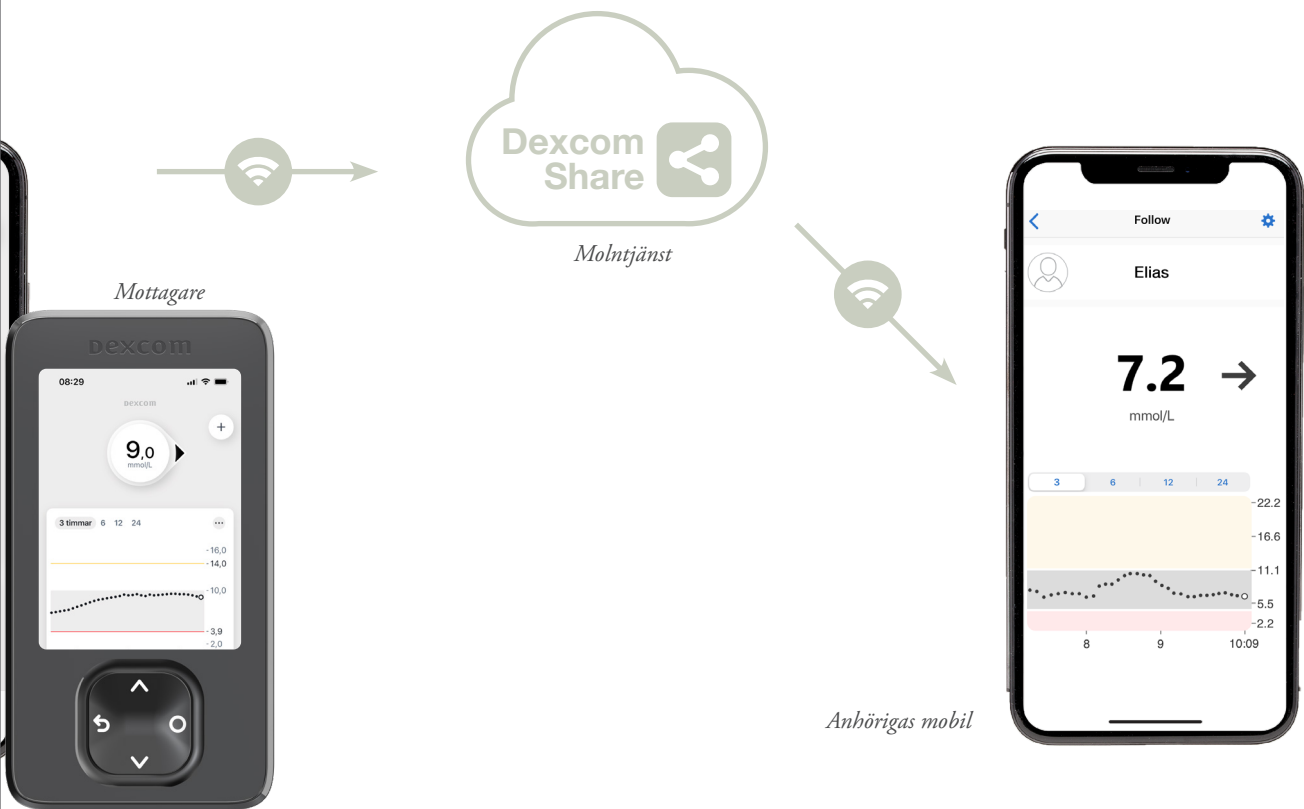 Dexcom
Share
Molntjänst
Mottagare
Dexcom
08:29
Dexcom
+
9,0
mmol/L
3 timmar 6 12 24
16,0
14,0
10,0
3,9
2,0
Follow
Elias
7.2
mmol/L
3 6 12 24
22.2
16.6
11.1
5.5
2.2
8 9 10:09
Anhörigas mobil